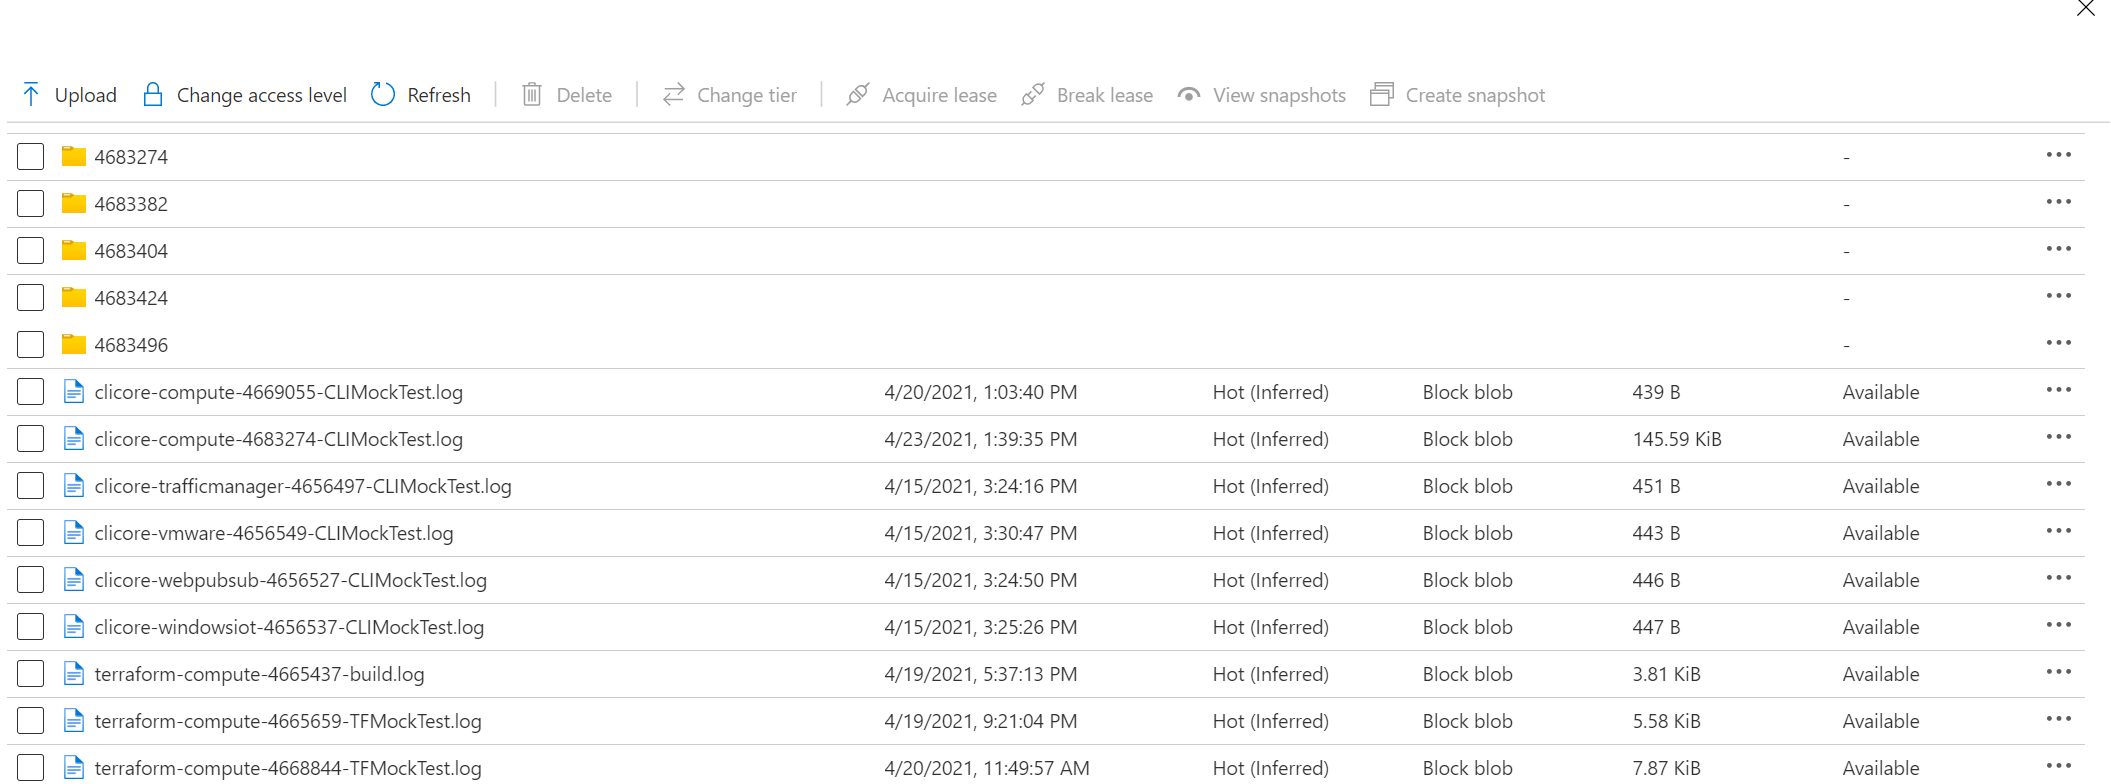 Upload Change access level Refresh Delete Change tier Acquire lease Break lease View snapshots Create snapshot
4683274 -
4683382 -
4683404 -
4683424 -
4683496 -
clicore-compute-4669055-CLIMockTest.log 4/20/2021, 1:03:40 PM Hot (Inferred) Block blob 439 B Available
clicore-compute-4683274-CLIMockTest.log 4/23/2021, 1:39:35 PM Hot (Inferred) Block blob 145.59 KiB Available
clicore-trafficmanager-4656497-CLIMockTest.log 4/15/2021, 3:24:16 PM Hot (Inferred) Block blob 451 B Available
clicore-vmware-4656549-CLIMockTest.log 4/15/2021, 3:30:47 PM Hot (Inferred) Block blob 443 B Available
clicore-webpubsub-4656527-CLIMockTest.log 4/15/2021, 3:24:50 PM Hot (Inferred) Block blob 446 B Available
clicore-windowsiot-4656537-CLIMockTest.log 4/15/2021, 3:25:26 PM Hot (Inferred) Block blob 447 B Available
terraform-compute-4665437-build.log 4/19/2021, 5:37:13 PM Hot (Inferred) Block blob 3.81 KiB Available
terraform-compute-4665659-TFMockTest.log 4/19/2021, 9:21:04 PM Hot (Inferred) Block blob 5.58 KiB Available
terraform-compute-4668844-TFMockTest.log 4/20/2021, 11:49:57 AM Hot (Inferred) Block blob 7.87 KiB Available